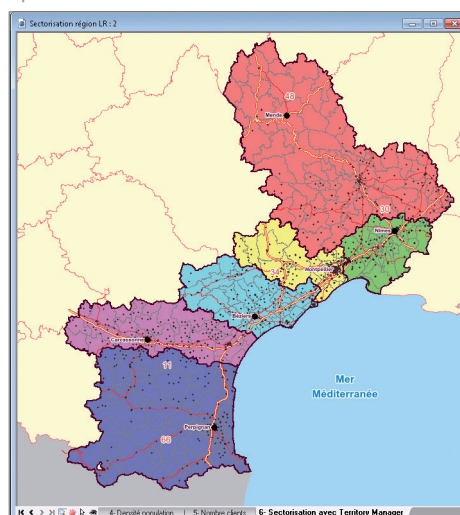 Sectorisation région LR : 2
48
Mende
30
Nîmes
34
Montpellier
Béziers
Carcassonne
11
Mer
Méditerranée
66
Perpignan
4- Densité population | 5- Nombre clients 6- Sectorisation avec Territory Manager